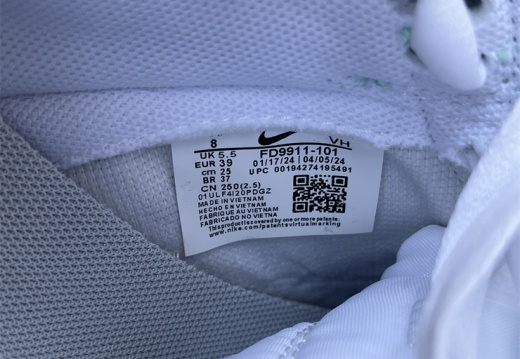 8 VH
UK 5.5 FD9911-101
EUR 39 01/17/24 | 04/05/24
cm 25 UPC 00194274195491
BR 37
CN 250(2.5)
01ULF4I20PDGZ
MADE IN VIETNAM
HECHO EN VIETNAM
FABRIQUE AU VIETNAM
FABRICADO NO VIETNA
This product is covered by one or more patents:
www.nike.com/patentsvirtualmarking